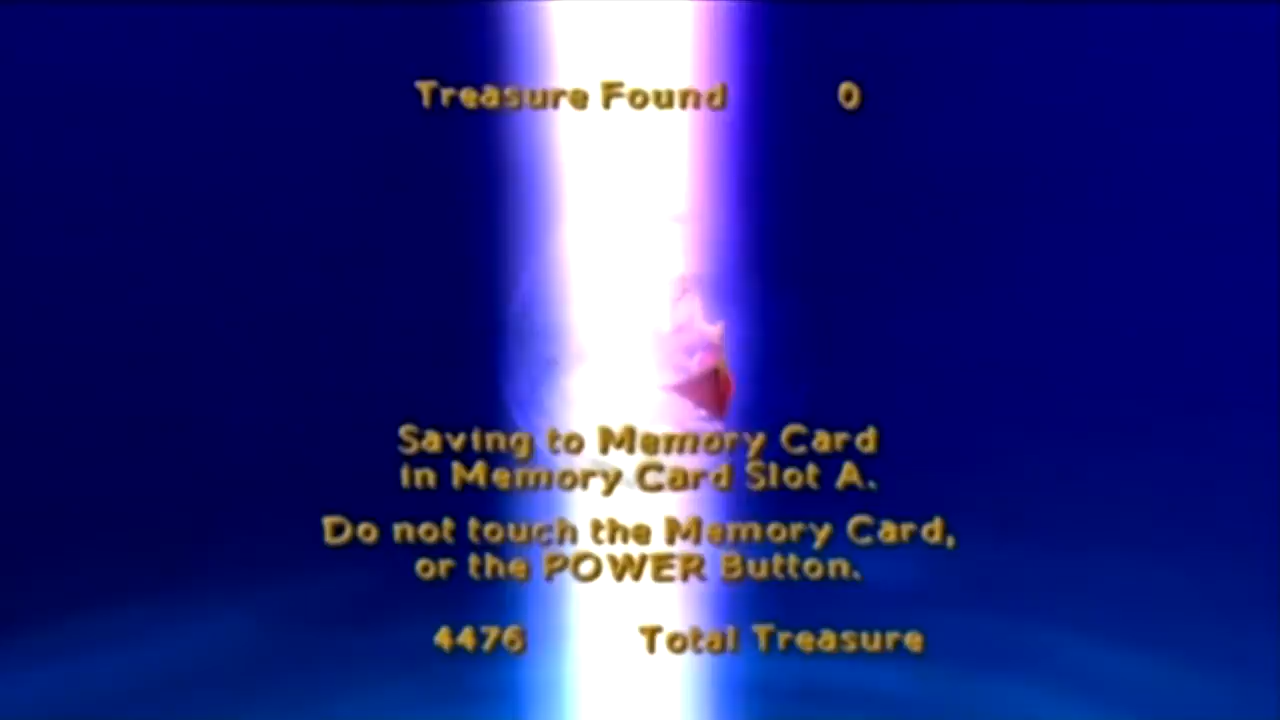 Treasure Found 0
Saving to Memory Card
in Memory Card Slot A.
Do not touch the Memory Card,
or the POWER Button.
4476 Total Treasure